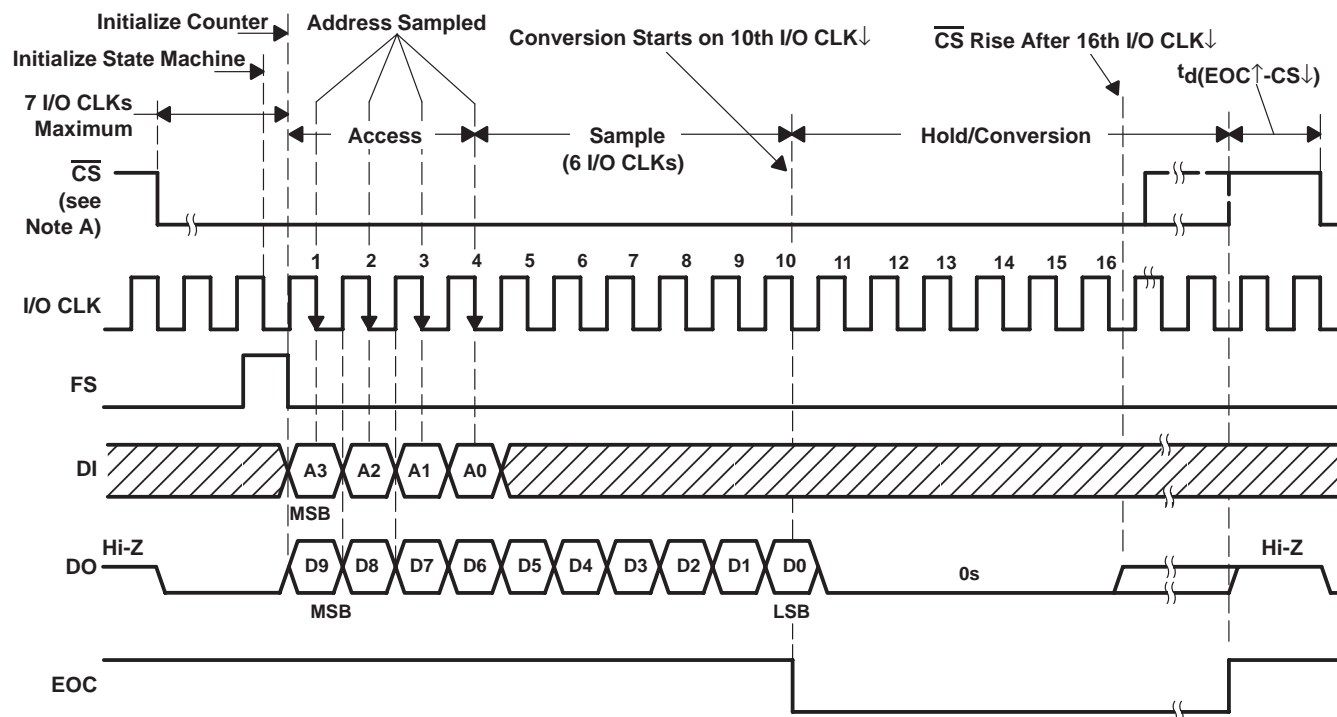 Initialize Counter
Address Sampled
Conversion Starts on 10th I/O CLK↓
CS Rise After 16th I/O CLK↓
Initialize State Machine
td(EOC↑-CS↓)
7 I/O CLKs
Maximum
Access
Sample
(6 I/O CLKs)
Hold/Conversion
CS
(see
Note A)
1 2 3 4 5 6 7 8 9 10 11 12 13 14 15 16
I/O CLK
FS
DI
A3 A2 A1 A0
MSB
Hi-Z
DO
D9 D8 D7 D6 D5 D4 D3 D2 D1 D0
0s
Hi-Z
MSB
LSB
EOC